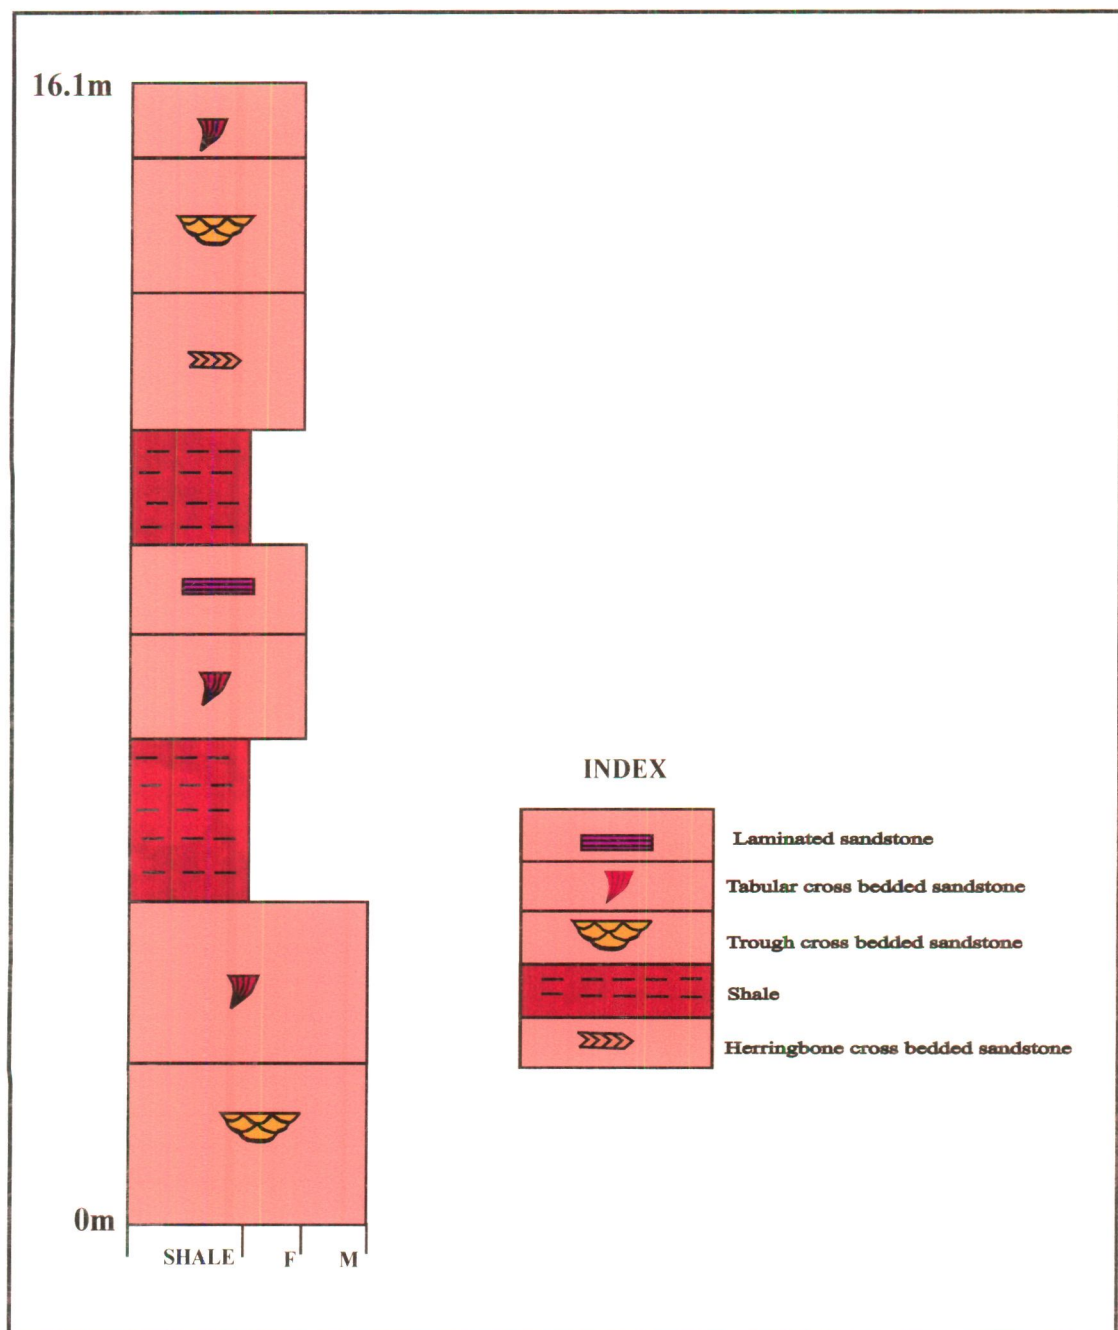 16.1m
0m
SHALE F M
INDEX
Laminated sandstone
Tabular cross bedded sandstone
Trough cross bedded sandstone
Shale
Herringbone cross bedded sandstone